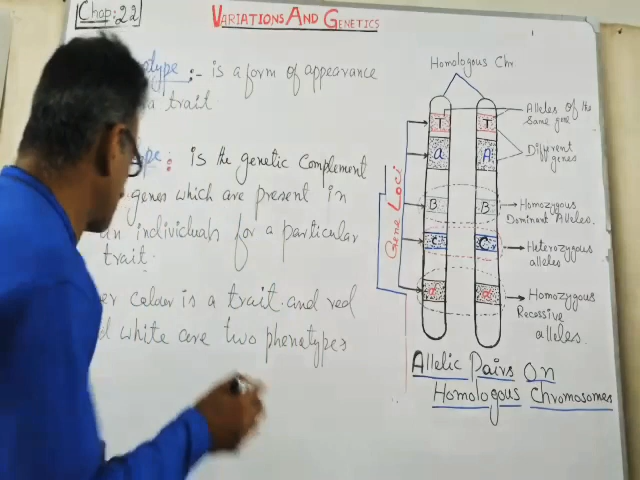 Chap: 22
VARIATIONS AND GENETICS
:- is a form of appearance
a trait
: is the genetic complement
genes which are present in
an individuals for a particular
trait.
colour is a trait and red
white are two phenotypes
Homologous Chr.
T T
a A
B B
C C
d d
Gene Loci
Alleles of the
same gene
Different
genes
Homozygous
Dominant Alleles.
Heterozygous
alleles
Homozygous
Recessive
alleles.
Allelic Pairs On
Homologous Chromosomes